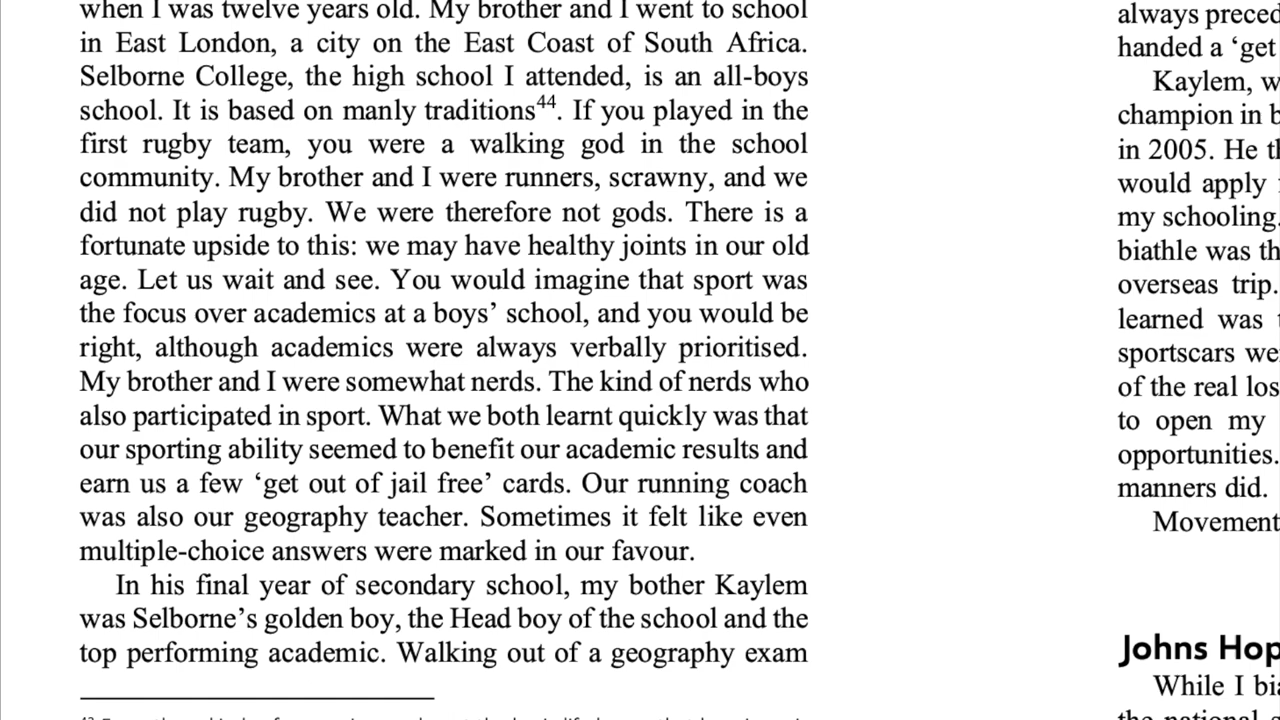 when I was twelve years old. My brother and I went to school
in East London, a city on the East Coast of South Africa.
Selborne College, the high school I attended, is an all-boys
school. It is based on manly traditions44. If you played in the
first rugby team, you were a walking god in the school
community. My brother and I were runners, scrawny, and we
did not play rugby. We were therefore not gods. There is a
fortunate upside to this: we may have healthy joints in our old
age. Let us wait and see. You would imagine that sport was
the focus over academics at a boys’ school, and you would be
right, although academics were always verbally prioritised.
My brother and I were somewhat nerds. The kind of nerds who
also participated in sport. What we both learnt quickly was that
our sporting ability seemed to benefit our academic results and
earn us a few ‘get out of jail free’ cards. Our running coach
was also our geography teacher. Sometimes it felt like even
multiple-choice answers were marked in our favour.
In his final year of secondary school, my bother Kaylem
was Selborne’s golden boy, the Head boy of the school and the
top performing academic. Walking out of a geography exam
always preced
handed a ‘get
Kaylem, w
champion in b
in 2005. He th
would apply i
my schooling.
biathle was th
overseas trip.
learned was t
sportscars we
of the real los
to open my
opportunities.
manners did.
Movement
Johns Hop
While I bia